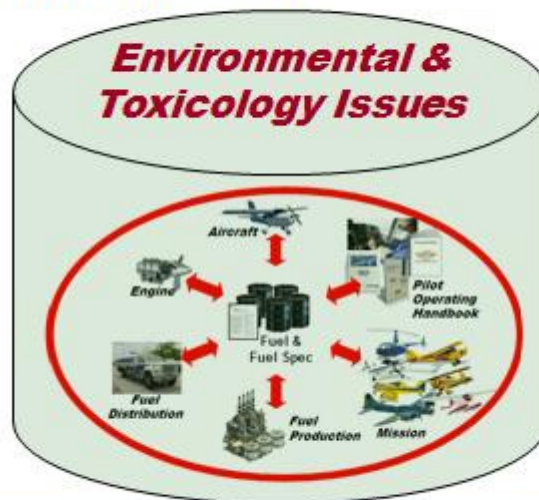 Environmental &
Toxicology Issues
Aircraft
Engine
Pilot
Operating
Handbook
Fuel &
Fuel Spec
Fuel
Distribution
Fuel
Production
Mission